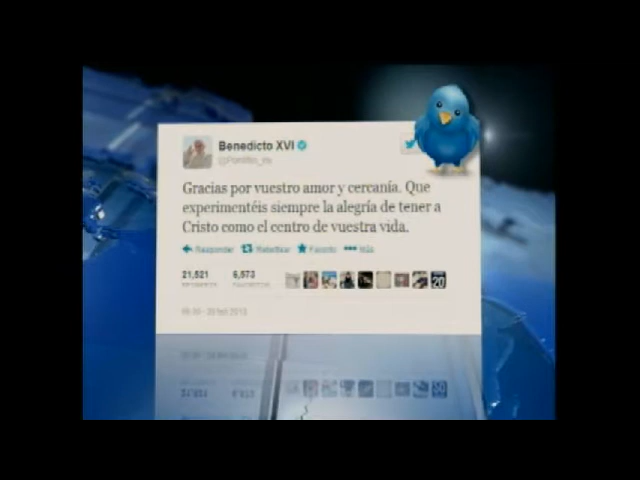 Benedicto XVI
@Pontifex_es
Gracias por vuestro amor y cercanía. Que
experimentéis siempre la alegría de tener a
Cristo como el centro de vuestra vida.
Responder Retwittear Favorito Más
21,521 6,573
20